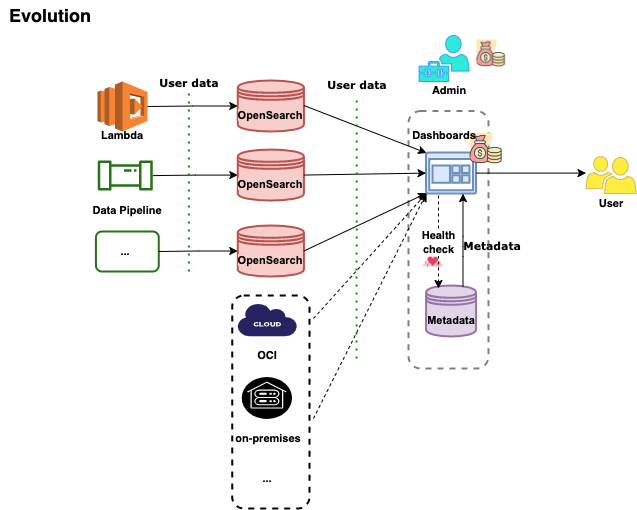 Evolution
Admin
User data
User data
OpenSearch
Lambda
Dashboards
$
$
OpenSearch
Data Pipeline
User
...
OpenSearch
Health
check
Metadata
Metadata
CLOUD
OCI
on-premises
...